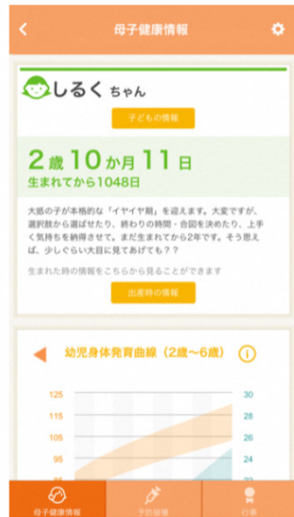 母子健康情報
しるく ちゃん
子どもの情報
2歳10か月11日
生まれてから1048日
大抵の子が本格的な「イヤイヤ期」を迎えます。大変ですが、
選択肢から選ばせたり、終わりの時間・合図を決めたり、上手
く気持ちを納得させて。まだ生まれてから2年です。そう思え
ば、少しぐらい大目に見てあげても？？
生まれた時の情報をこちらから見ることができます
出産時の情報
幼児身体発育曲線（2歳〜6歳）
125 30
115 28
105 26
95 24
母子健康情報 予防接種 行事